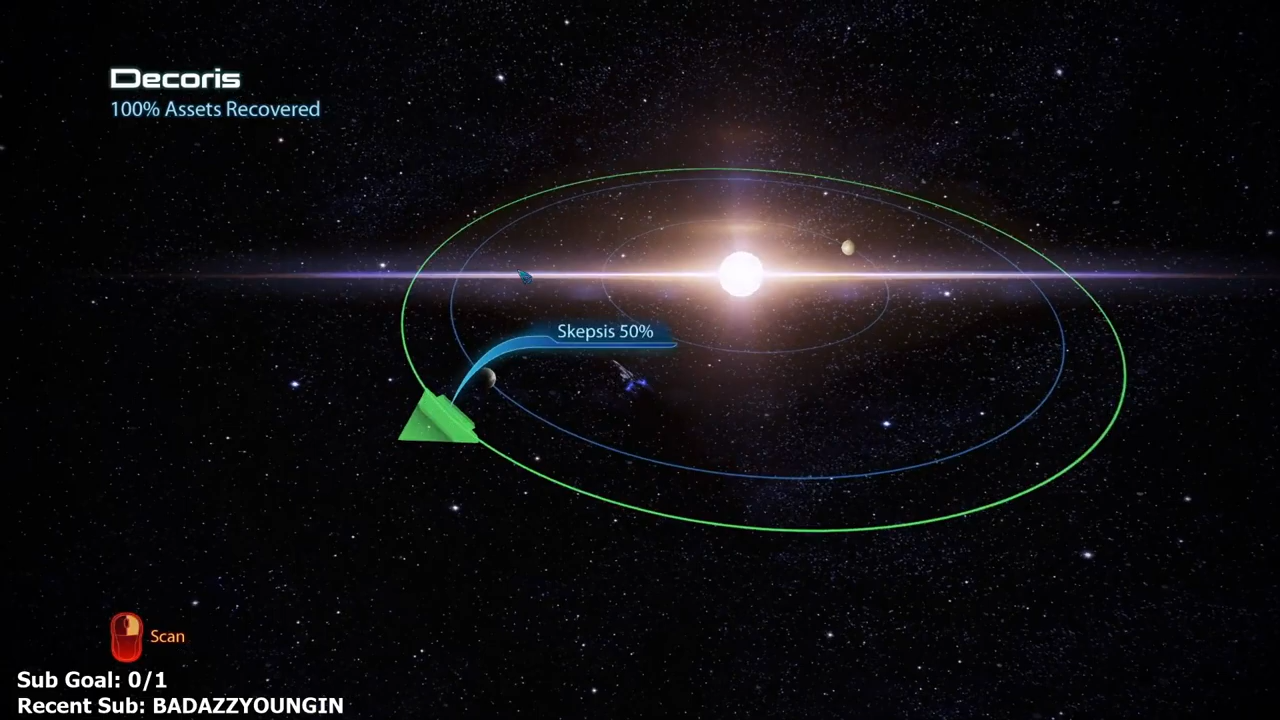 Decoris
100% Assets Recovered
Skepsis 50%
Scan
Sub Goal: 0/1
Recent Sub: BADAZZYOUNGIN